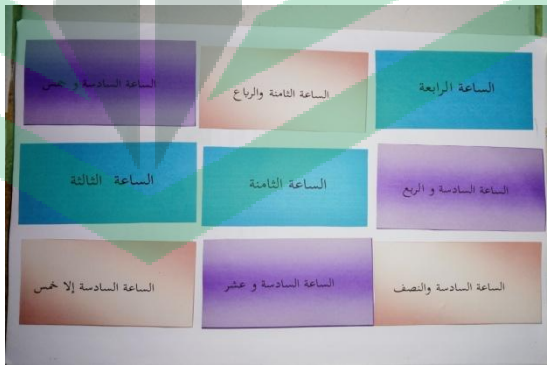 الساعة الرابعة
الساعة الثامنة والرباع
الساعة السادسة و خمس
الساعة السادسة و الربع
الساعة الثامنة
الساعة الثالثة
الساعة السادسة والنصف
الساعة السادسة و عشر
الساعة السادسة إلا خمس